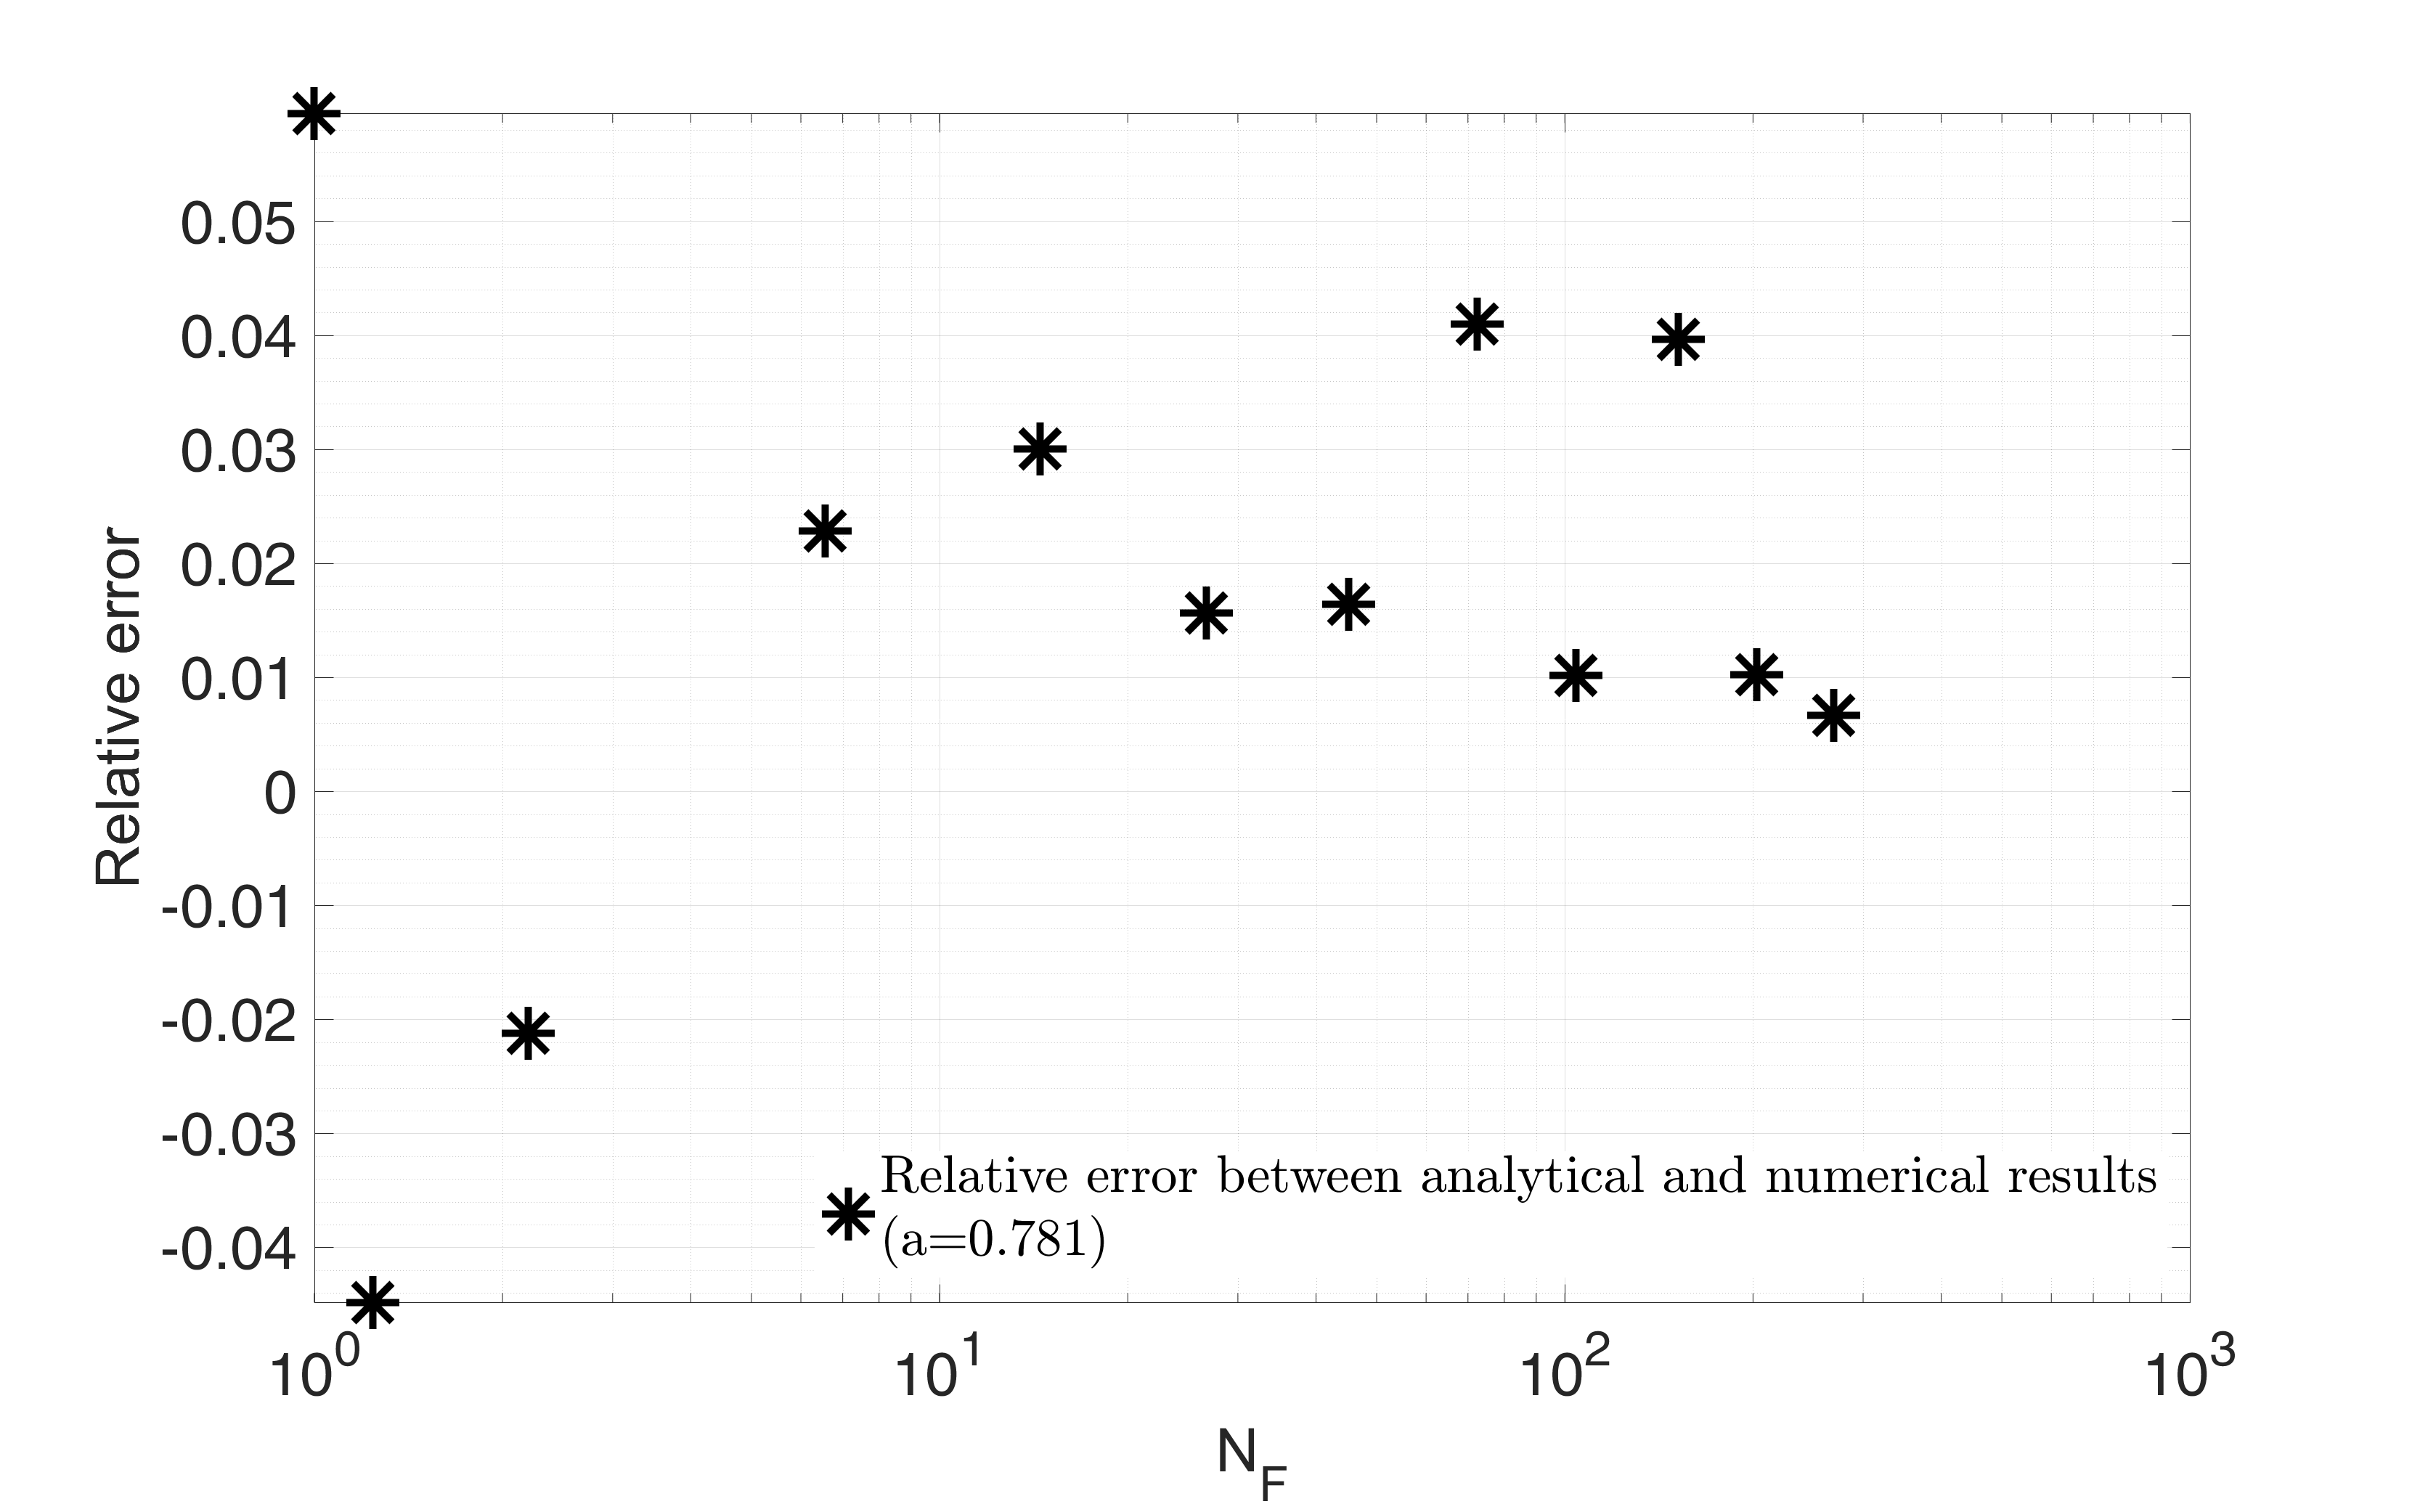 0.05
0.04
0.03
0.02
0.01
0
-0.01
-0.02
-0.03
-0.04
Relative error
Relative error between analytical and numerical results
(a=0.781)
10^0 10^1 10^2 10^3
N_F